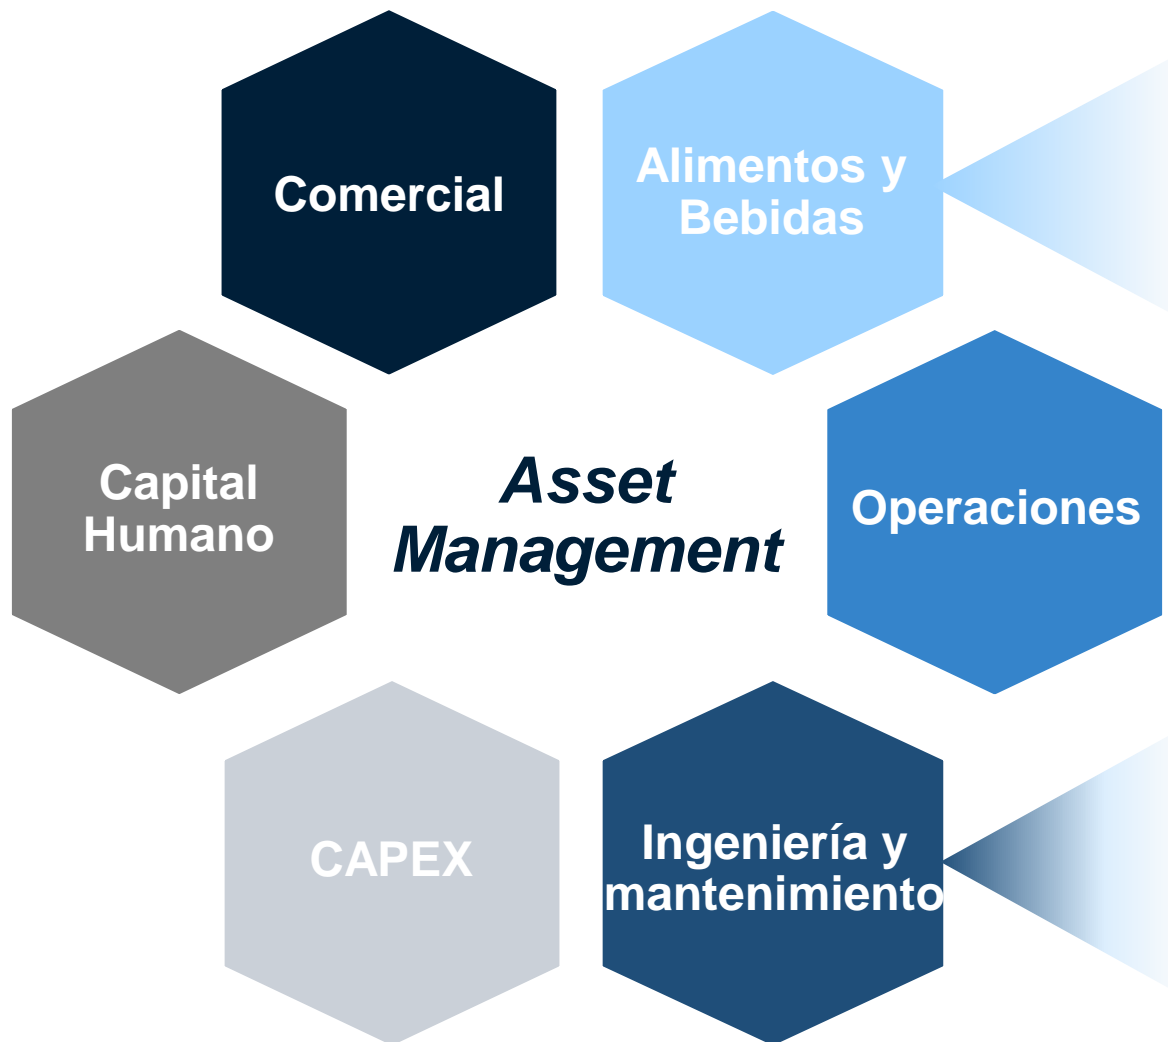 Comercial
Alimentos y
Bebidas
Capital
Humano
Asset
Management
Operaciones
CAPEX
Ingeniería y
mantenimiento